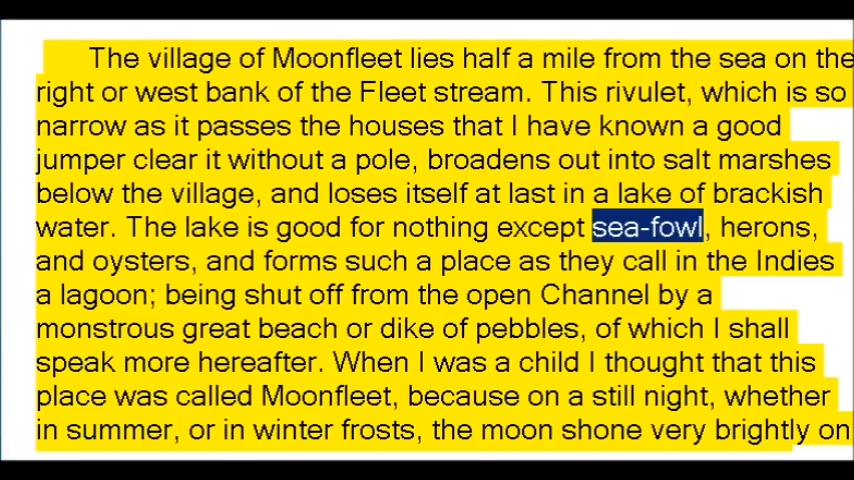 The village of Moonfleet lies half a mile from the sea on the
right or west bank of the Fleet stream. This rivulet, which is so
narrow as it passes the houses that I have known a good
jumper clear it without a pole, broadens out into salt marshes
below the village, and loses itself at last in a lake of brackish
water. The lake is good for nothing except sea-fowl, herons,
and oysters, and forms such a place as they call in the Indies
a lagoon; being shut off from the open Channel by a
monstrous great beach or dike of pebbles, of which I shall
speak more hereafter. When I was a child I thought that this
place was called Moonfleet, because on a still night, whether
in summer, or in winter frosts, the moon shone very brightly on